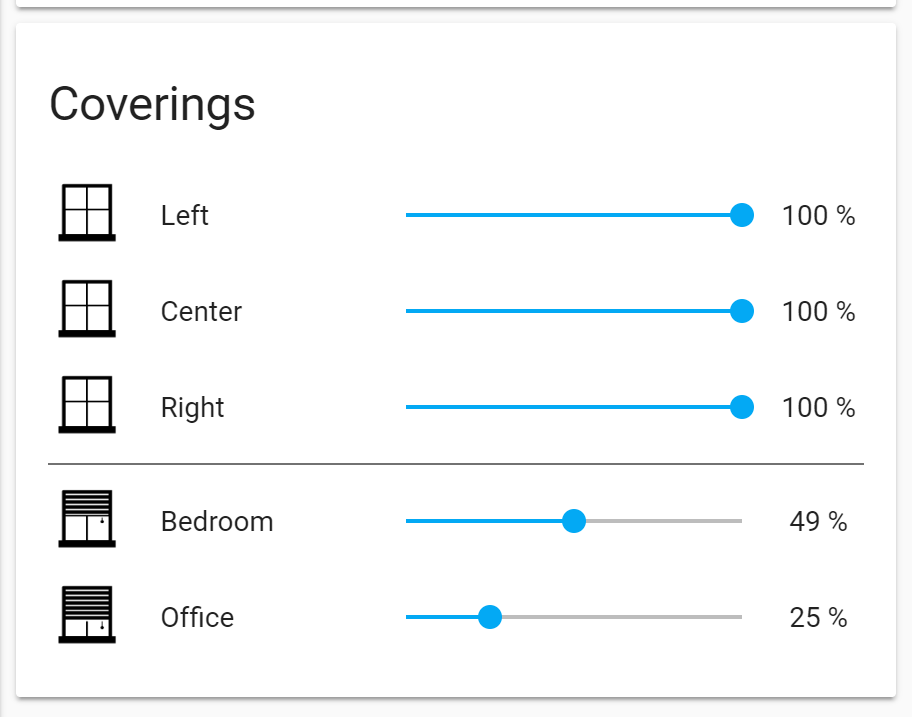 Coverings
Left 100 %
Center 100 %
Right 100 %
Bedroom 49 %
Office 25 %